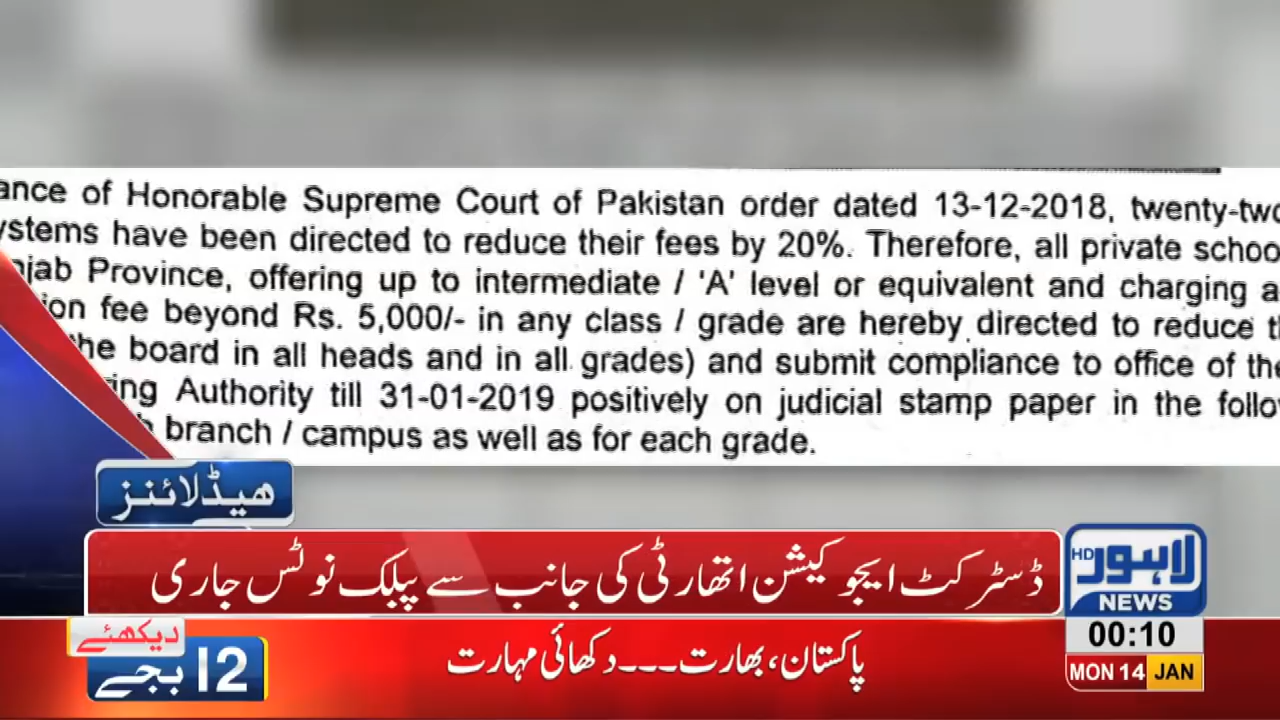 ance of Honorable Supreme Court of Pakistan order dated 13-12-2018, twenty-two
ystems have been directed to reduce their fees by 20%. Therefore, all private schoo
njab Province, offering up to intermediate / 'A' level or equivalent and charging a
ion fee beyond Rs. 5,000/- in any class / grade are hereby directed to reduce t
the board in all heads and in all grades) and submit compliance to office of the
ring Authority till 31-01-2019 positively on judicial stamp paper in the follo
branch / campus as well as for each grade.
ہیڈلائنز
ڈسٹرکٹ ایجوکیشن اتھارٹی کی جانب سے پبلک نوٹس جاری
لاہور HD
NEWS
دیکھئے
12 بجے
پاکستان، بھارت۔۔۔دکھائی مہارت
00:10
MON 14 JAN